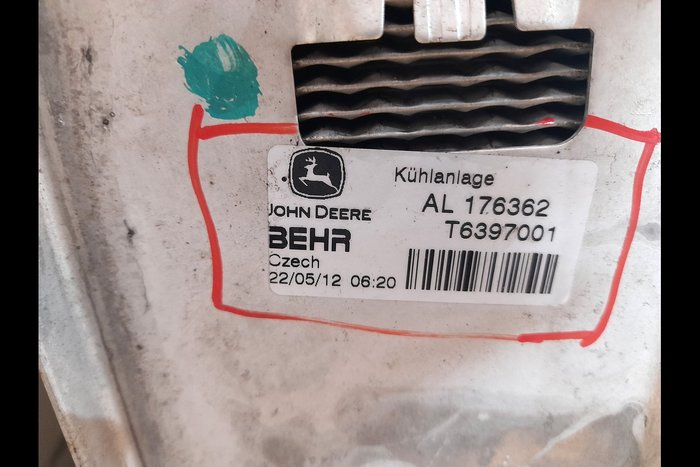 Kühlanlage
AL 176362
T6397001
JOHN DEERE
BEHR
Czech
22/05/12 06:20